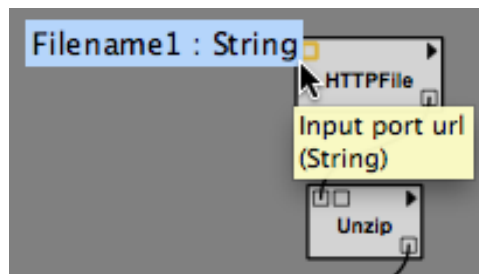 Filename1 : String
HTTPFile
Input port url
(String)
Unzip